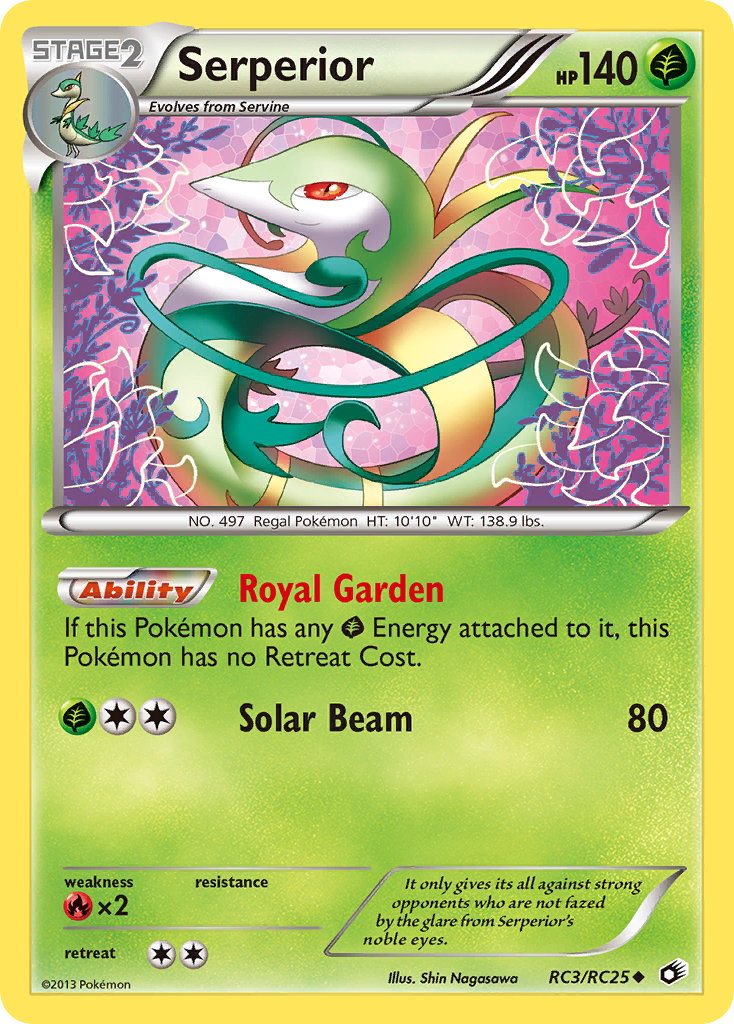 STAGE2
Serperior
HP140
Evolves from Servine
NO. 497 Regal Pokémon HT: 10'10" WT: 138.9 lbs.
Ability Royal Garden
If this Pokémon has any Energy attached to it, this
Pokémon has no Retreat Cost.
Solar Beam 80
weakness resistance
×2
retreat
It only gives its all against strong
opponents who are not fazed
by the glare from Serperior's
noble eyes.
©2013 Pokémon
Illus. Shin Nagasawa
RC3/RC25